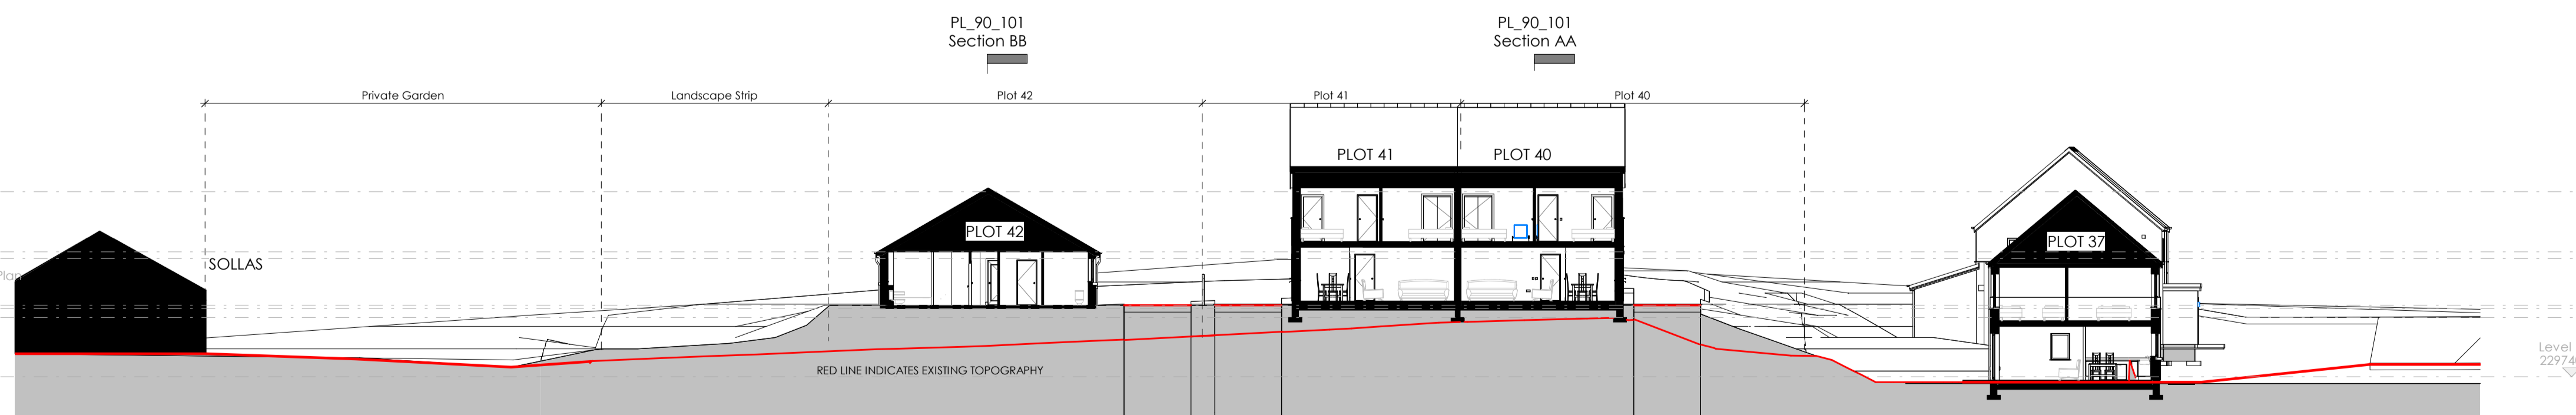 PL_90_101
Section BB
PL_90_101
Section AA
Private Garden
Landscape Strip
Plot 42
Plot 41
Plot 40
PLOT 41
PLOT 40
PLOT 42
PLOT 37
SOLLAS
Plan
Level
22974
RED LINE INDICATES EXISTING TOPOGRAPHY